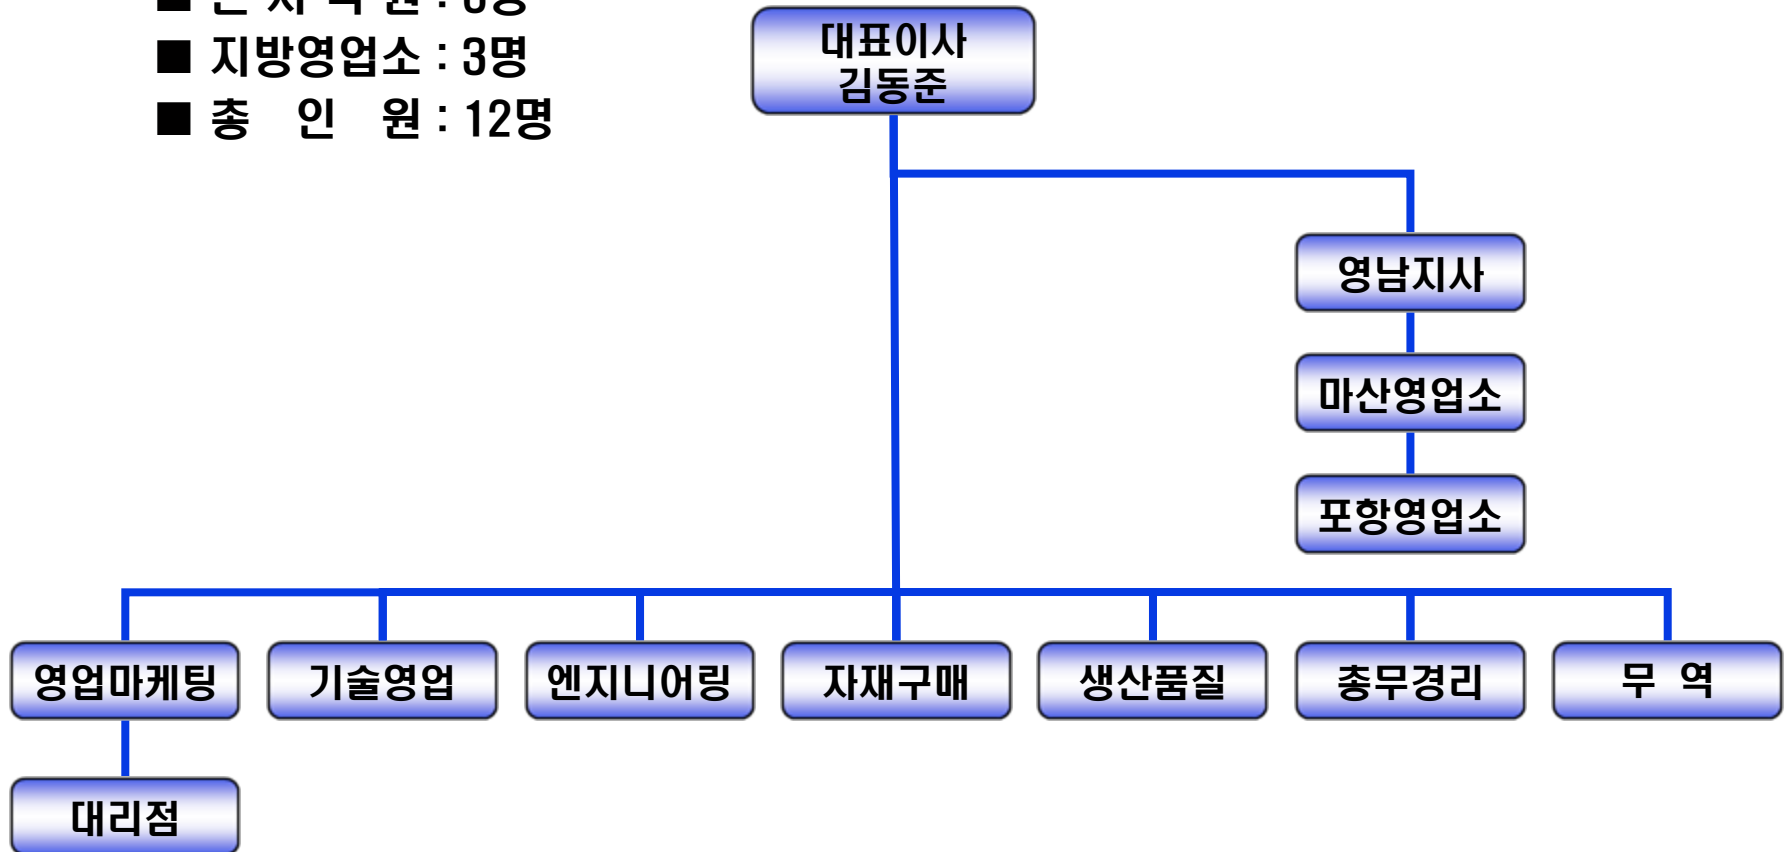 ■ 지방영업소 : 3명
■ 총 인 원 : 12명
대표이사
김동준
영남지사
마산영업소
포항영업소
영업마케팅
기술영업
엔지니어링
자재구매
생산품질
총무경리
무 역
대리점